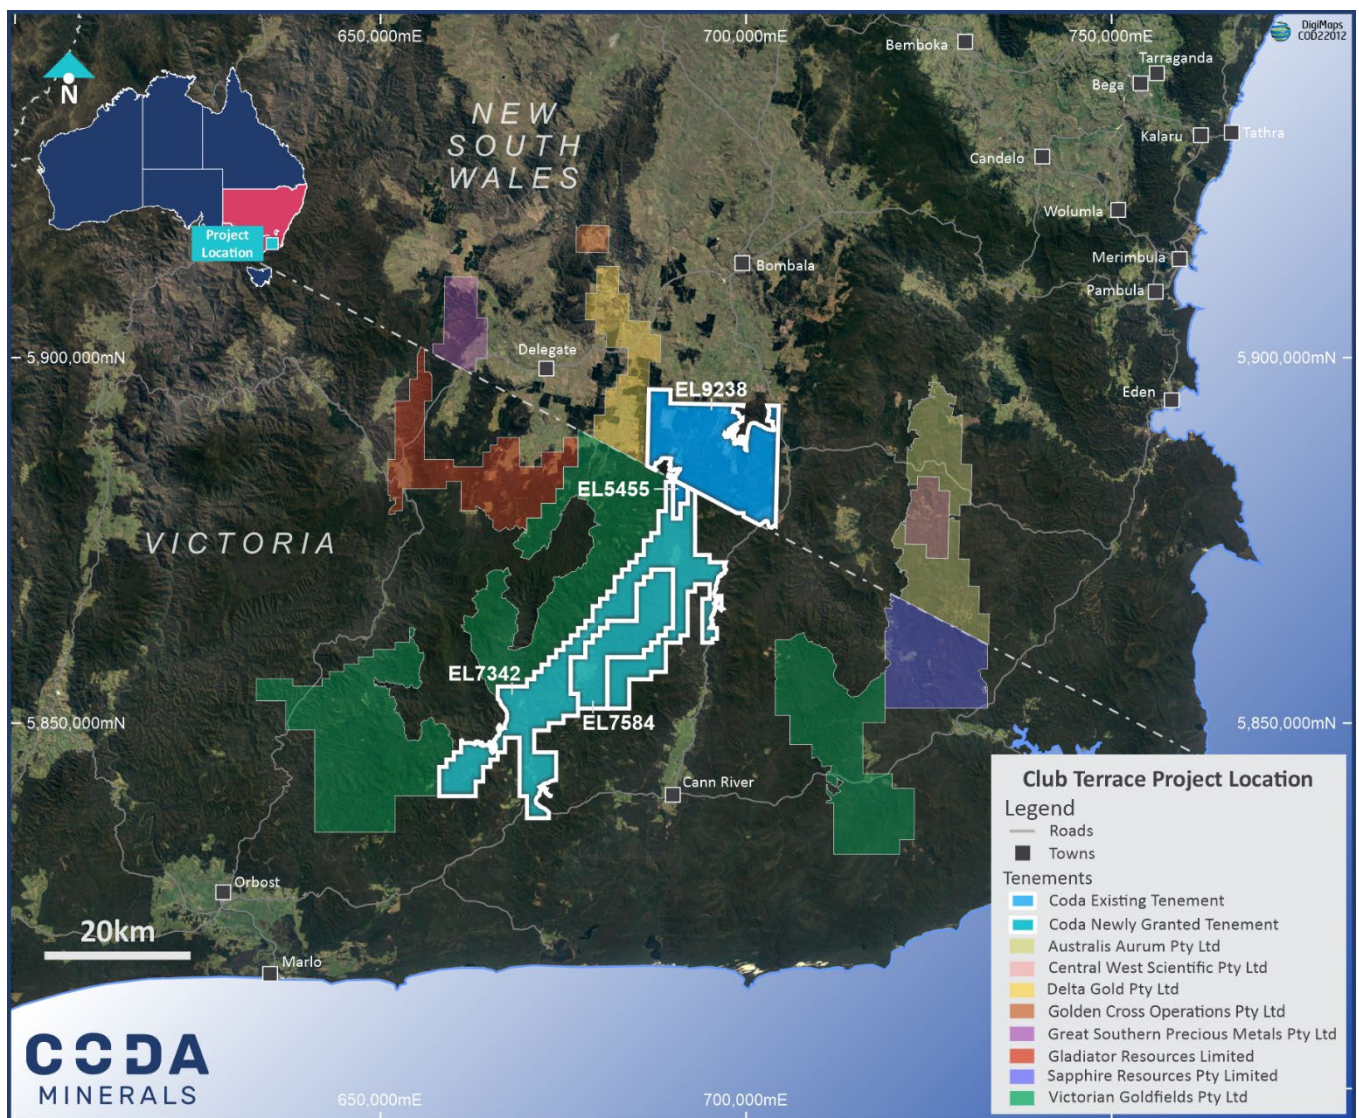 650,000mE
700,000mE
750,000mE
DigiMaps
COD22012
N
NEW
SOUTH
WALES
Bemboka
Tarraganda
Bega
Kalaru
Tathra
Candelo
Wolumla
Project
Location
Bombala
Merimbula
Pambula
5,900,000mN
Delegate
5,900,000mN
EL9238
Eden
EL5455
VICTORIA
EL7342
EL7584
5,850,000mN
5,850,000mN
Cann River
Orbost
20km
Marlo
Club Terrace Project Location
Legend
Roads
Towns
Tenements
Coda Existing Tenement
Coda Newly Granted Tenement
Australis Aurum Pty Ltd
Central West Scientific Pty Ltd
Delta Gold Pty Ltd
Golden Cross Operations Pty Ltd
Great Southern Precious Metals Pty Ltd
Gladiator Resources Limited
Sapphire Resources Pty Limited
Victorian Goldfields Pty Ltd
CODA
MINERALS
650,000mE
700,000mE